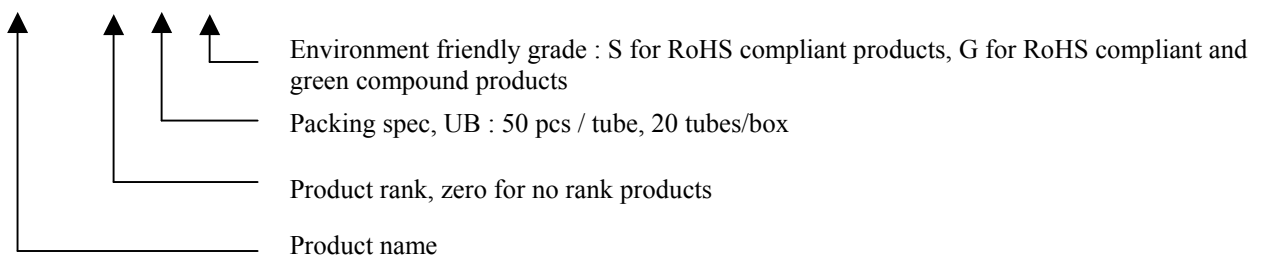 Environment friendly grade : S for RoHS compliant products, G for RoHS compliant and
green compound products
Packing spec, UB : 50 pcs / tube, 20 tubes/box
Product rank, zero for no rank products
Product name